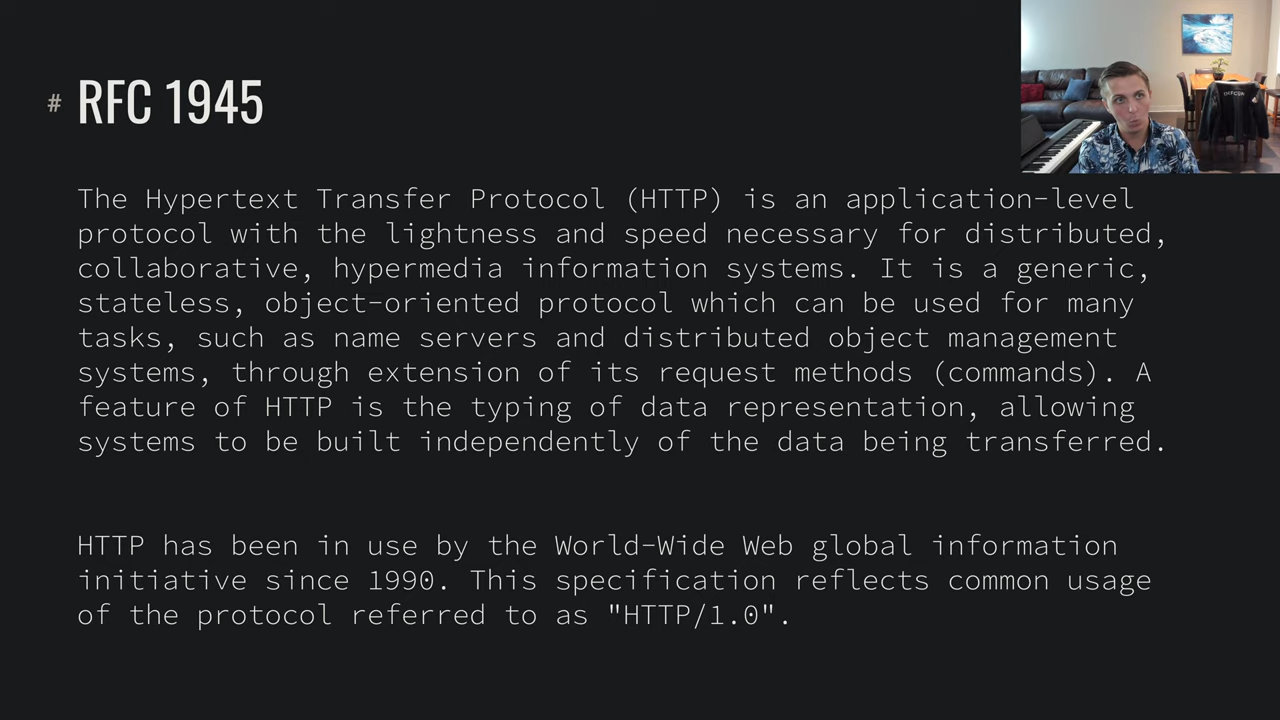 # RFC 1945
The Hypertext Transfer Protocol (HTTP) is an application-level
protocol with the lightness and speed necessary for distributed,
collaborative, hypermedia information systems. It is a generic,
stateless, object-oriented protocol which can be used for many
tasks, such as name servers and distributed object management
systems, through extension of its request methods (commands). A
feature of HTTP is the typing of data representation, allowing
systems to be built independently of the data being transferred.
HTTP has been in use by the World-Wide Web global information
initiative since 1990. This specification reflects common usage
of the protocol referred to as "HTTP/1.0".
DEFCON